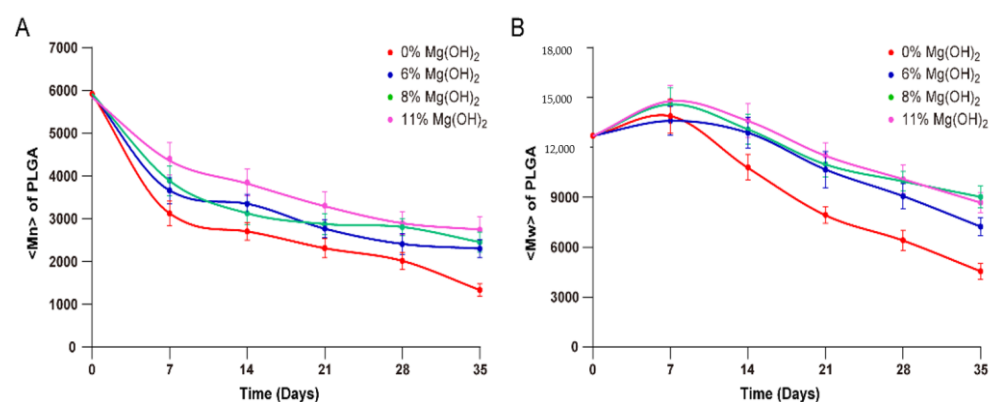 A
7000
6000
5000
4000
3000
2000
1000
0
<Mn> of PLGA
0% Mg(OH)2
6% Mg(OH)2
8% Mg(OH)2
11% Mg(OH)2
0 7 14 21 28 35
Time (Days)
B
18,000
15,000
12,000
9000
6000
3000
0
<Mw> of PLGA
0% Mg(OH)2
6% Mg(OH)2
8% Mg(OH)2
11% Mg(OH)2
0 7 14 21 28 35
Time (Days)